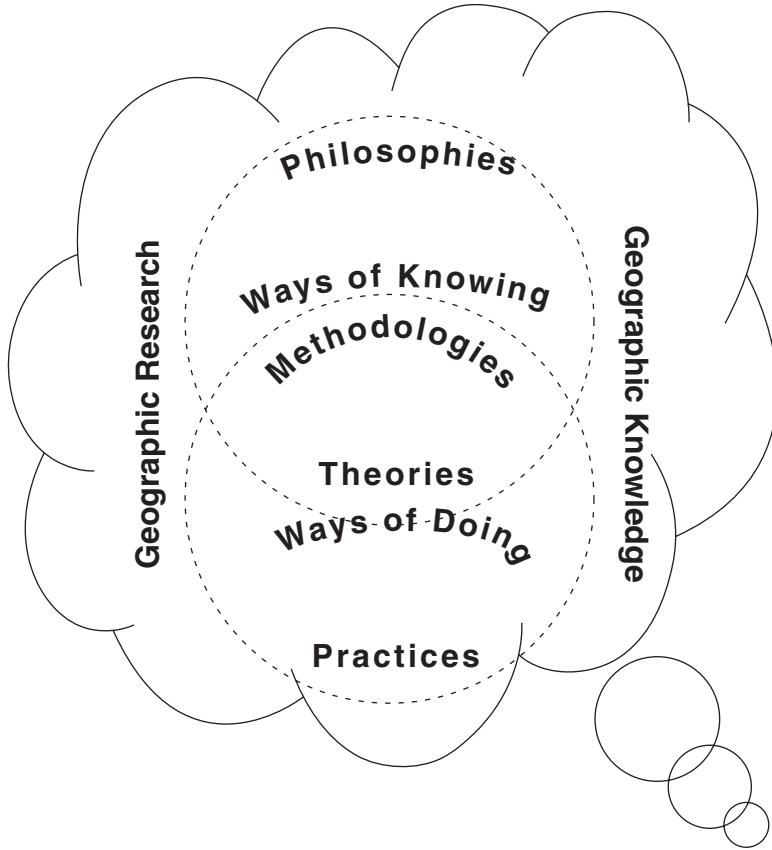 Philosophies
Ways of Knowing
Methodologies
Theories
Ways of Doing
Practices
Geographic Research
Geographic Knowledge